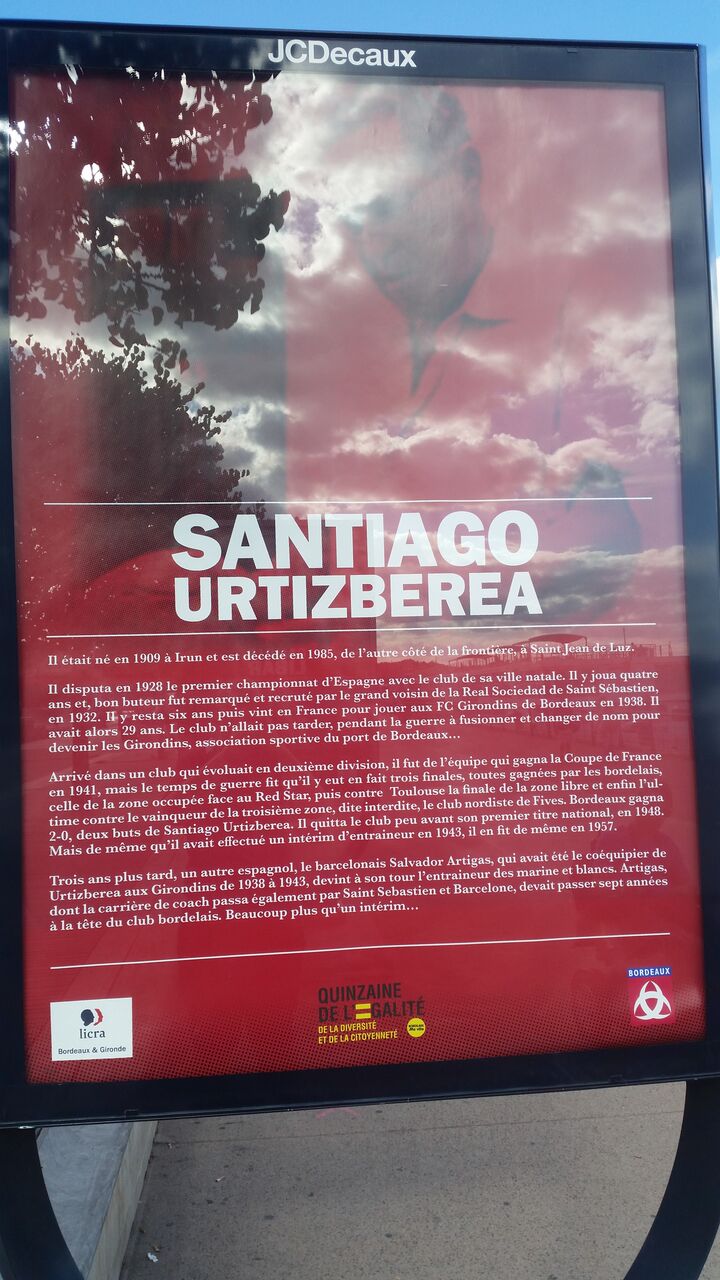 JCDecaux
SANTIAGO
URTIZBEREA
Il était né en 1909 à Irun et est décédé en 1985, de l'autre côté de la frontière, à Saint Jean de Luz.
Il disputa en 1928 le premier championnat d'Espagne avec le club de sa ville natale. Il y joua quatre
ans et, bon buteur fut remarqué et recruté par le grand voisin de la Real Sociedad de Saint Sébastien,
en 1932. Il y resta six ans puis vint en France pour jouer aux FC Girondins de Bordeaux en 1938. Il
avait alors 29 ans. Le club n'allait pas tarder, pendant la guerre à fusionner et changer de nom pour
devenir les Girondins, association sportive du port de Bordeaux...
Arrivé dans un club qui évoluait en deuxième division, il fut de l'équipe qui gagna la Coupe de France
en 1941, mais le temps de guerre fit qu'il y eut en fait trois finales, toutes gagnées par les bordelais,
celle de la zone occupée face au Red Star, puis contre Toulouse la finale de la zone libre et enfin l'ul-
time contre le vainqueur de la troisième zone, dite interdite, le club nordiste de Fives. Bordeaux gagna
2-0, deux buts de Santiago Urtizberea. Il quitta le club peu avant son premier titre national, en 1948.
Mais de même qu'il avait effectué un intérim d'entraineur en 1943, il en fit de même en 1957.
Trois ans plus tard, un autre espagnol, le barcelonais Salvador Artigas, qui avait été le coéquipier de
Urtizberea aux Girondins de 1938 à 1943, devint à son tour l'entraineur des marine et blancs. Artigas,
dont la carrière de coach passa également par Saint Sebastien et Barcelone, devait passer sept années
à la tête du club bordelais. Beaucoup plus qu'un intérim...
licra
Bordeaux & Gironde
QUINZAINE
DE L'EGALITÉ
DE LA DIVERSITÉ
ET DE LA CITOYENNETÉ
BORDEAUX